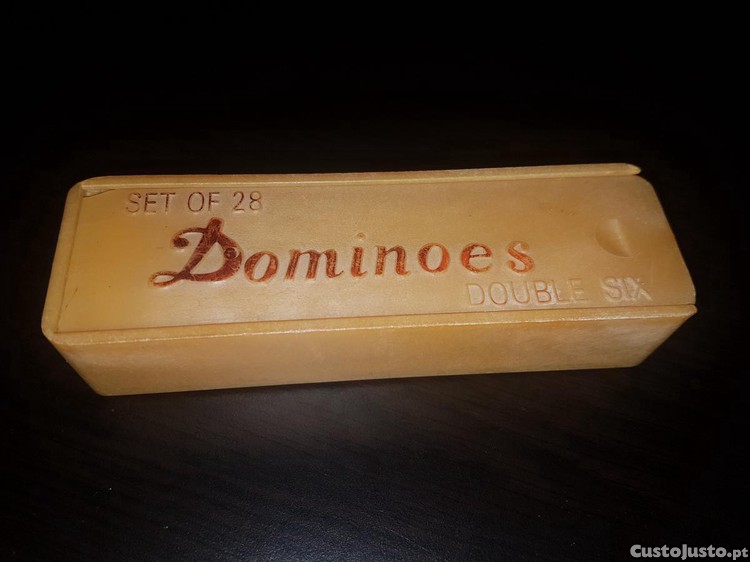 SET OF 28
Dominoes
DOUBLE SIX
CustoJusto.pt